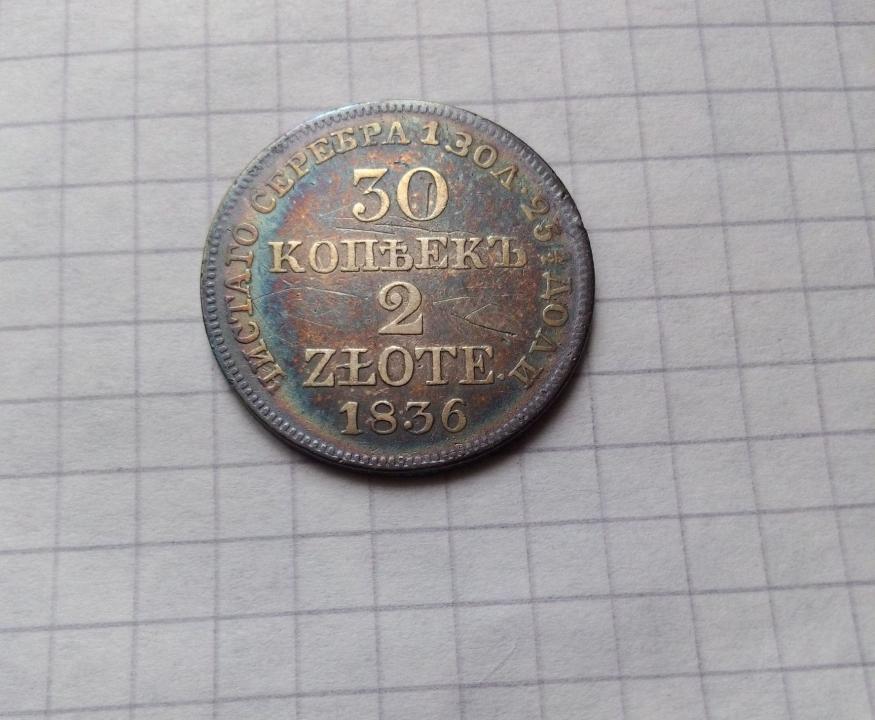 ЧИСТАГО СЕРЕБРА 1 ЗОЛ. 25 ДОЛИ
30
КОПѢЕКЪ
2
ZŁOTE.
1836